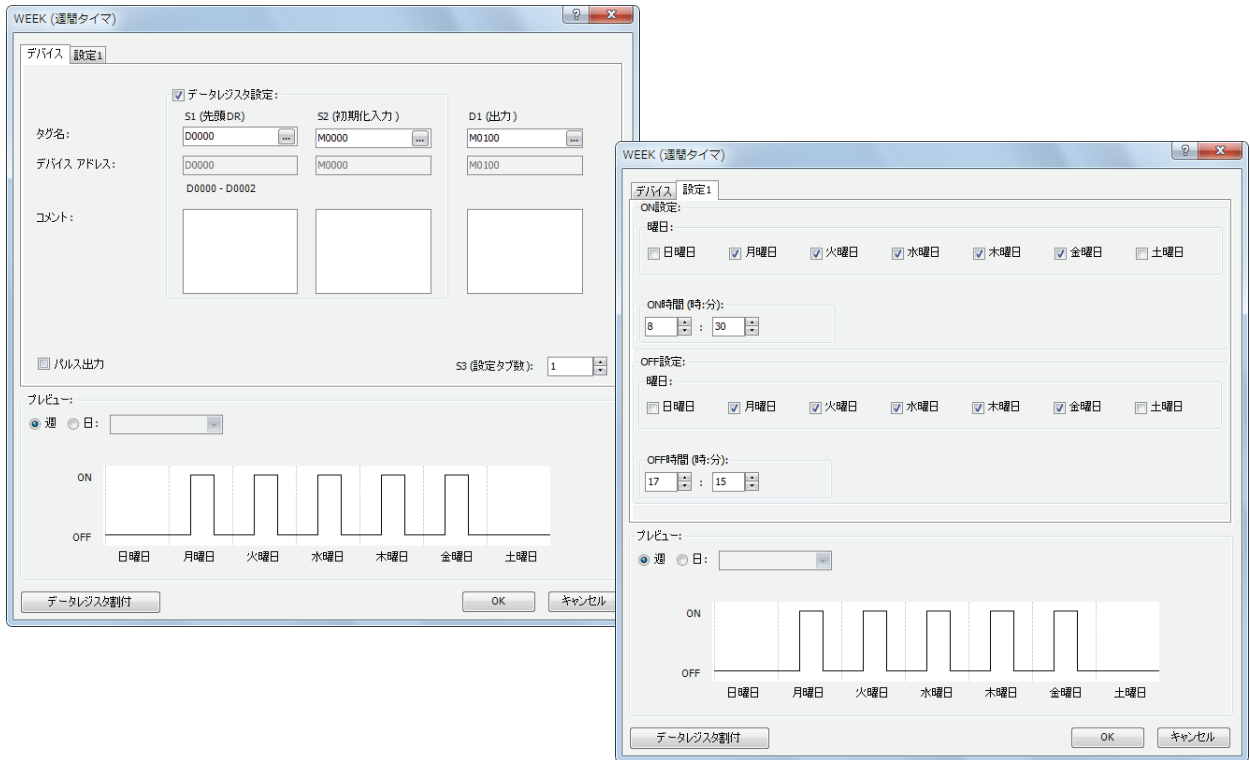 WEEK (週間タイマ)
デバイス 設定1
データレジスタ設定:
S1 (先頭DR) S2 (初期化入力) D1 (出力)
タグ名: D0000 ... M0000 ... M0100 ...
デバイス アドレス: D0000 M0000 M0100
D0000 - D0002
コメント:
パルス出力 S3 (設定タブ数): 1
プレビュー:
週 日:
ON
OFF
日曜日 月曜日 火曜日 水曜日 木曜日 金曜日 土曜日
データレジスタ割付 OK キャンセル
WEEK (週間タイマ)
デバイス 設定1
ON設定:
曜日:
日曜日 月曜日 火曜日 水曜日 木曜日 金曜日 土曜日
ON時間 (時:分):
8 : 30
OFF設定:
曜日:
日曜日 月曜日 火曜日 水曜日 木曜日 金曜日 土曜日
OFF時間 (時:分):
17 : 15
プレビュー:
週 日:
ON
OFF
日曜日 月曜日 火曜日 水曜日 木曜日 金曜日 土曜日
データレジスタ割付 OK キャンセル